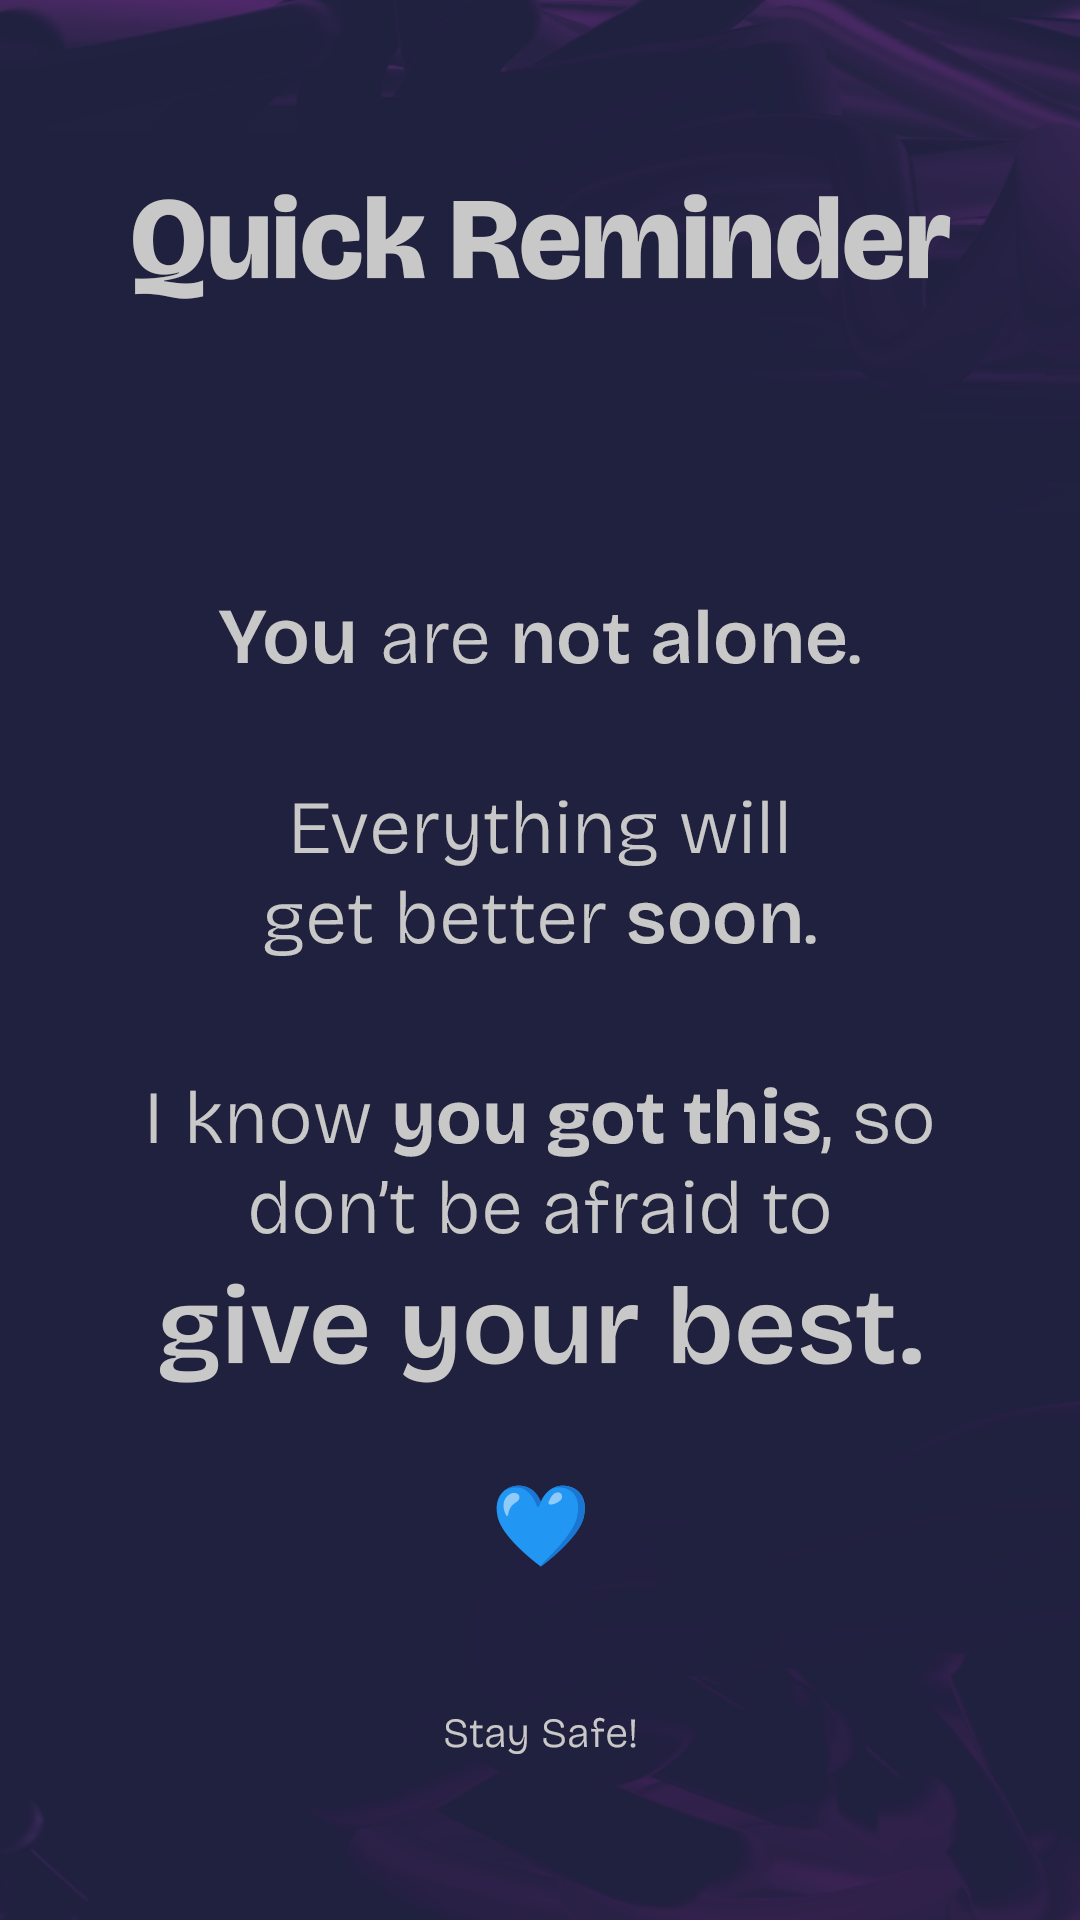 Quick Reminder
You are not alone.
Everything will
get better soon.
I know you got this, so
don’t be afraid to
give your best.
💙
Stay Safe!